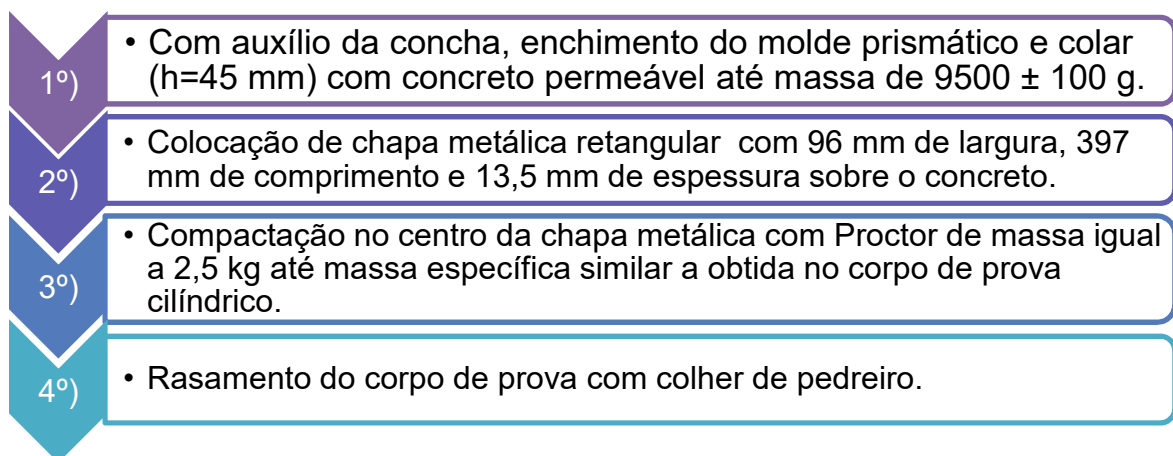 1º)
• Com auxílio da concha, enchimento do molde prismático e colar
(h=45 mm) com concreto permeável até massa de 9500 ± 100 g.
2º)
• Colocação de chapa metálica retangular com 96 mm de largura, 397
mm de comprimento e 13,5 mm de espessura sobre o concreto.
3º)
• Compactação no centro da chapa metálica com Proctor de massa igual
a 2,5 kg até massa específica similar a obtida no corpo de prova
cilíndrico.
4º)
• Rasamento do corpo de prova com colher de pedreiro.